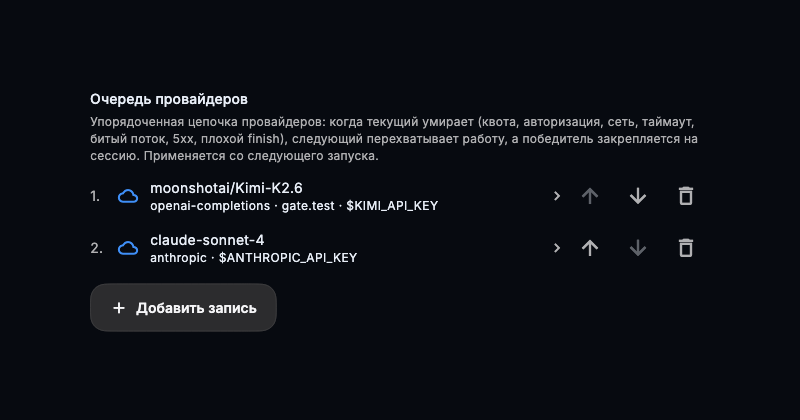 Очередь провайдеров
Упорядоченная цепочка провайдеров: когда текущий умирает (квота, авторизация, сеть, таймаут,
битый поток, 5xx, плохой finish), следующий перехватывает работу, а победитель закрепляется на
сессию. Применяется со следующего запуска.
1. moonshotai/Kimi-K2.6
openai-completions · gate.test · $KIMI_API_KEY
2. claude-sonnet-4
anthropic · $ANTHROPIC_API_KEY
+ Добавить запись